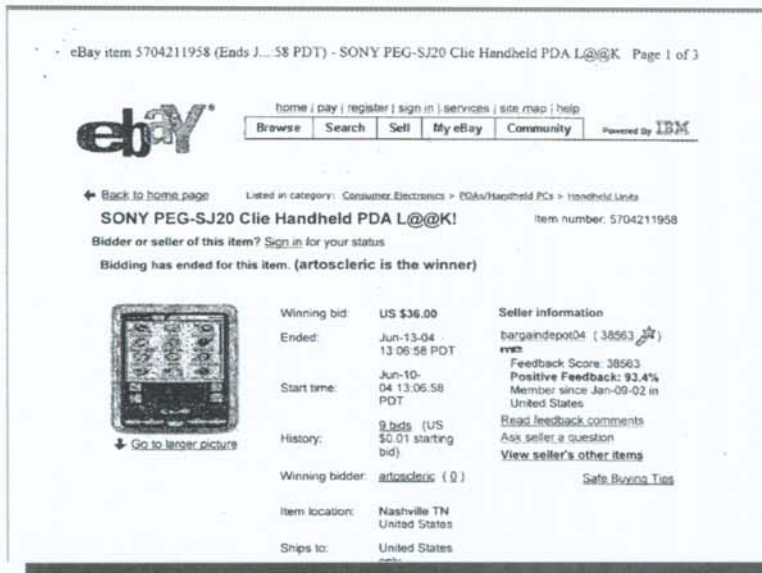 eBay item 5704211958 (Ends J... 58 PDT) - SONY PEG-SJ20 Clie Handheld PDA L@@K Page 1 of 3
ebaY®
home | pay | register | sign in | services | site map | help
Browse Search Sell My eBay Community Powered By IBM
Back to home page Listed in category: Consumer Electronics > PDAs/Handheld PCs > Handheld Units
SONY PEG-SJ20 Clie Handheld PDA L@@K! Item number: 5704211958
Bidder or seller of this item? Sign in for your status
Bidding has ended for this item. (artoscleric is the winner)
Go to larger picture
Winning bid: US $36.00
Ended: Jun-13-04
13:06:58 PDT
Start time: Jun-10-
04 13:06:58
PDT
History: 9 bids (US
$0.01 starting
bid)
Winning bidder: artoscleric ( 0 )
Item location: Nashville TN
United States
Ships to: United States
only
Seller information
bargaindepot04 ( 38563 )
me
Feedback Score: 38563
Positive Feedback: 93.4%
Member since Jan-09-02 in
United States
Read feedback comments
Ask seller a question
View seller's other items
Safe Buying Tips